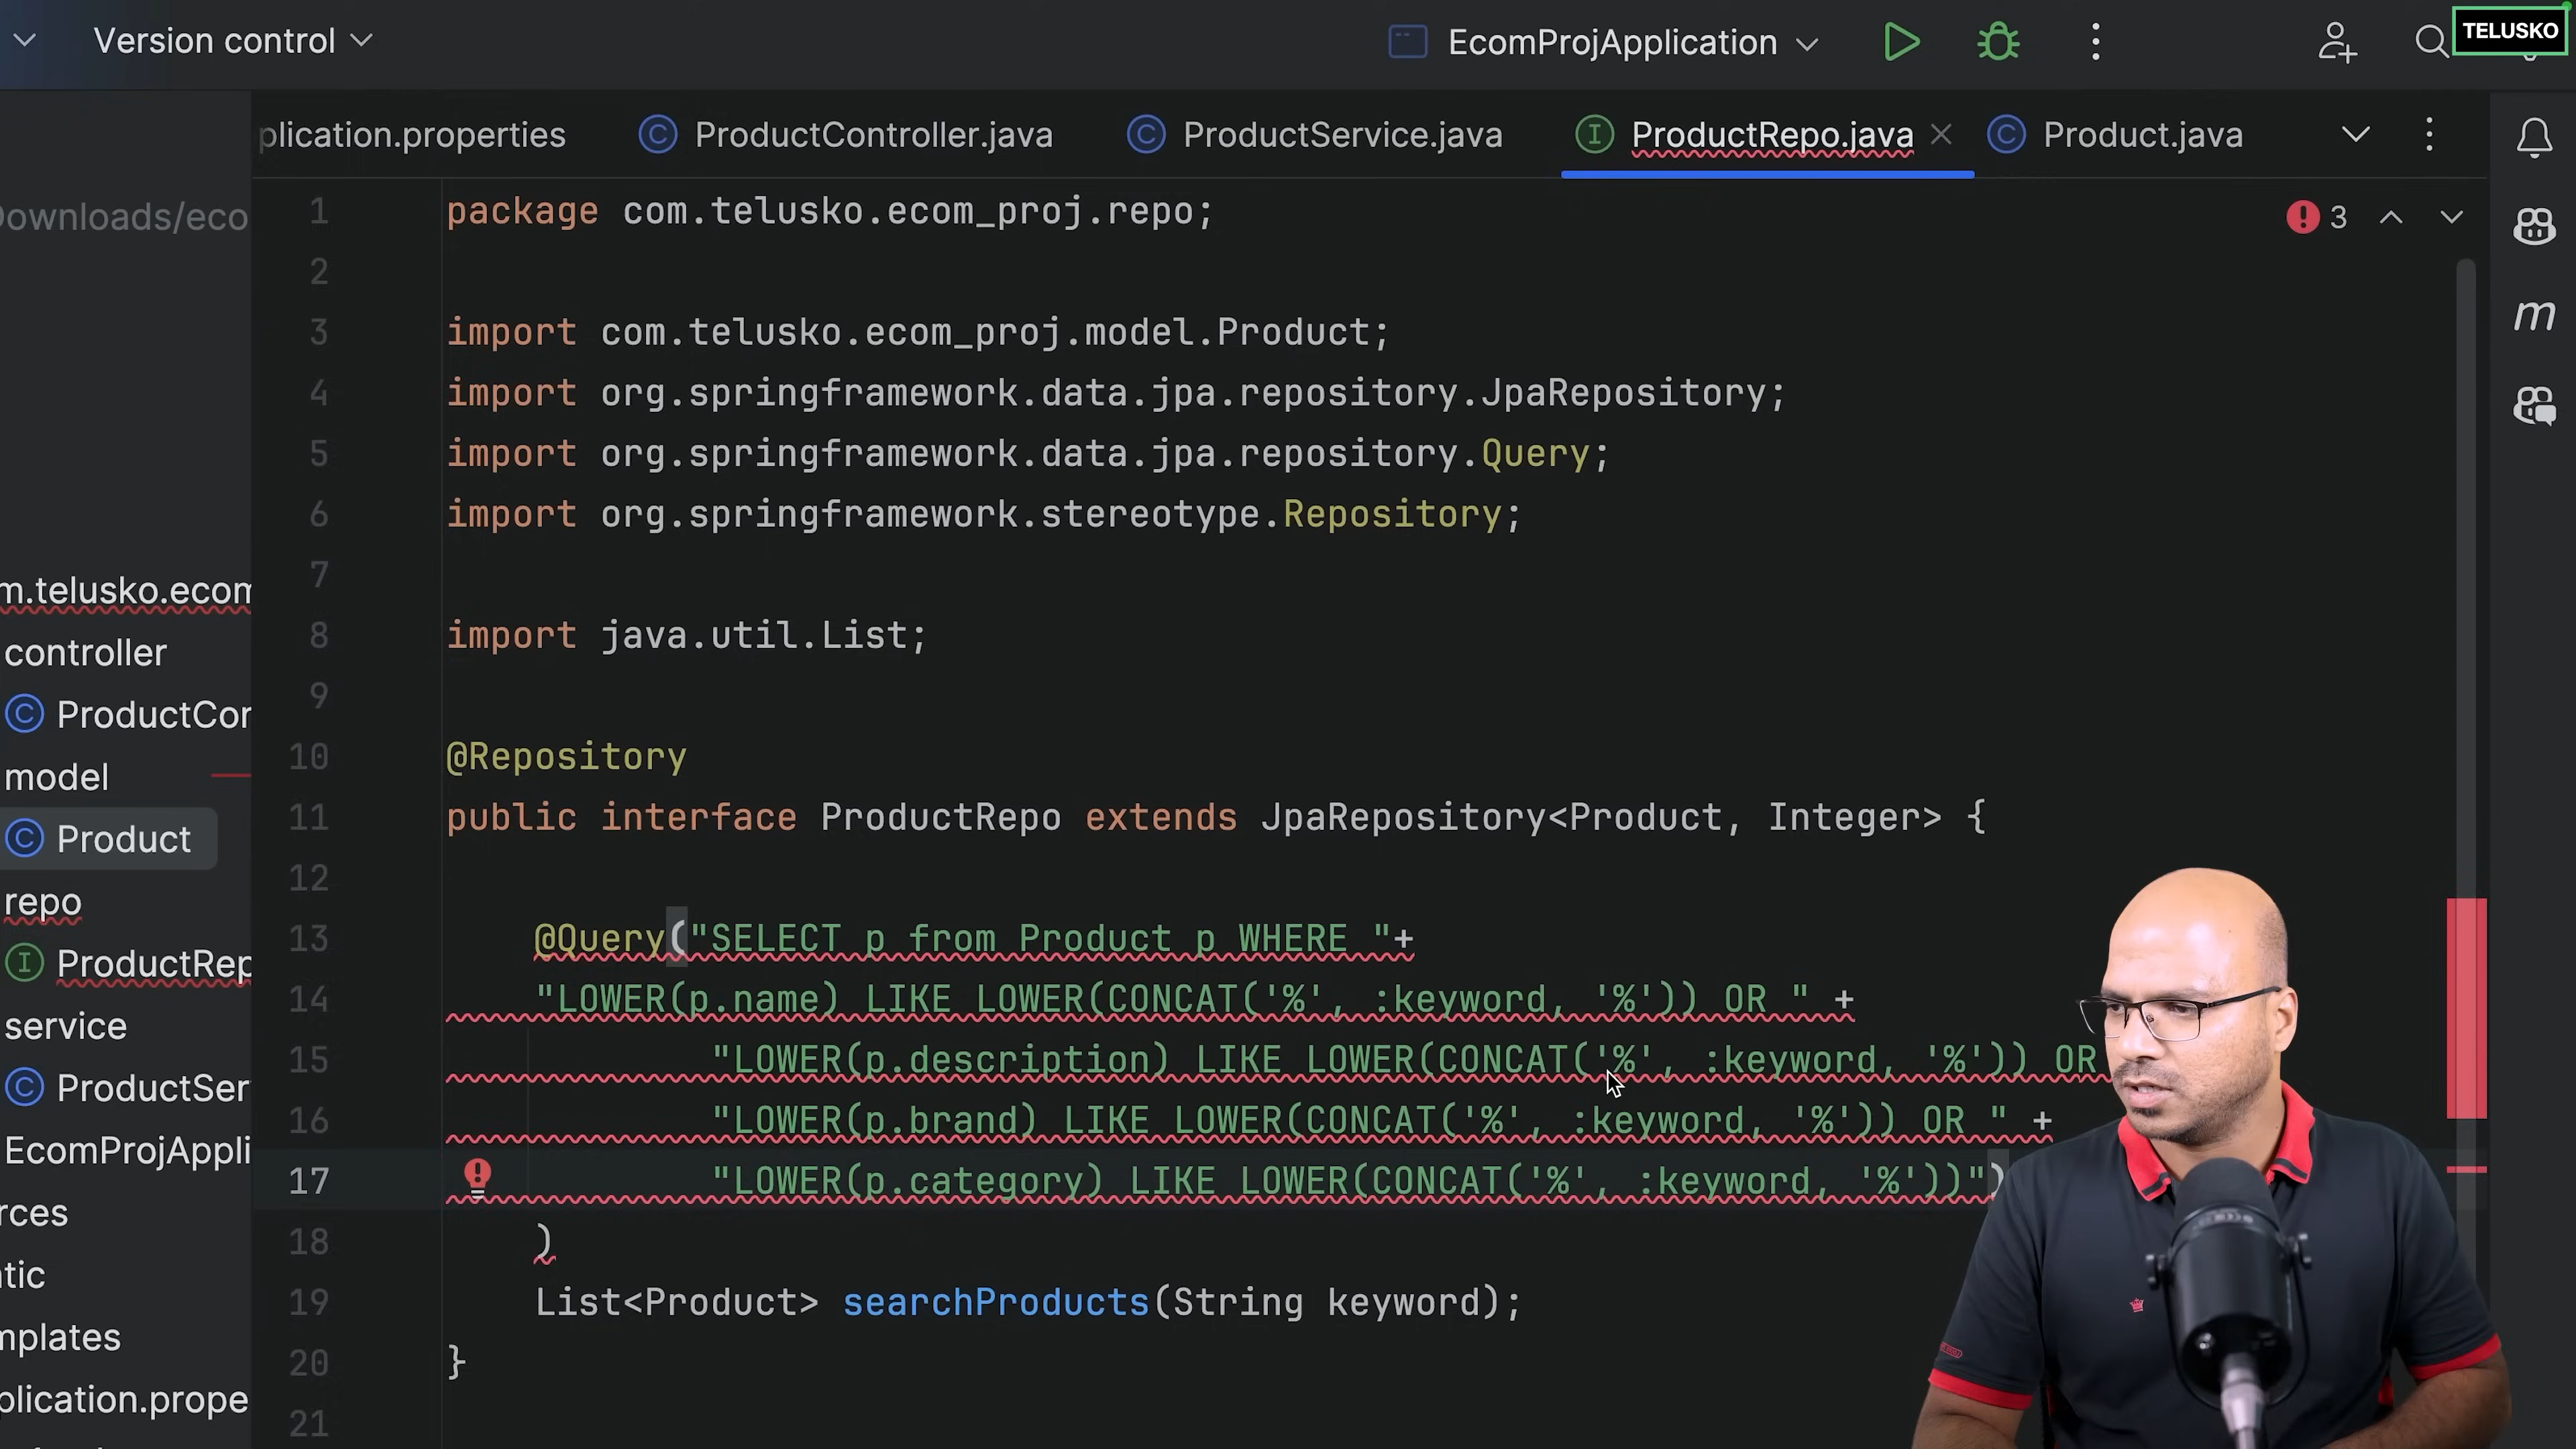 Version control
EcomProjApplication
TELUSKO
plication.properties
ProductController.java
ProductService.java
ProductRepo.java
Product.java
ownloads/eco
m.telusko.ecom
controller
ProductCon
model
Product
repo
ProductRep
service
ProductSer
EcomProjAppli
rces
tic
mplates
plication.prope
3
1 package com.telusko.ecom_proj.repo;
2
3 import com.telusko.ecom_proj.model.Product;
4 import org.springframework.data.jpa.repository.JpaRepository;
5 import org.springframework.data.jpa.repository.Query;
6 import org.springframework.stereotype.Repository;
7
8 import java.util.List;
9
10 @Repository
11 public interface ProductRepo extends JpaRepository<Product, Integer> {
12
13 @Query("SELECT p from Product p WHERE "+
14 "LOWER(p.name) LIKE LOWER(CONCAT('%', :keyword, '%')) OR " +
15 "LOWER(p.description) LIKE LOWER(CONCAT('%', :keyword, '%')) OR
16 "LOWER(p.brand) LIKE LOWER(CONCAT('%', :keyword, '%')) OR " +
17 "LOWER(p.category) LIKE LOWER(CONCAT('%', :keyword, '%'))")
18 )
19 List<Product> searchProducts(String keyword);
20 }
21
m